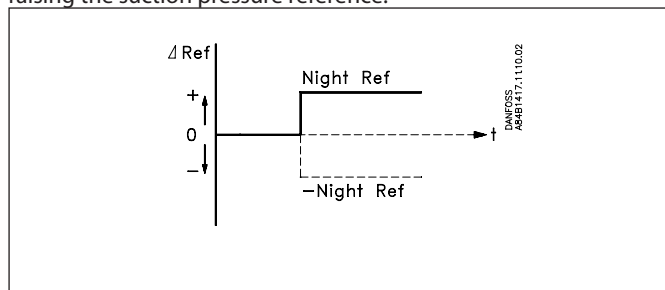 raising the suction pressure reference.
Δ Ref
Night Ref
+
0
t
−
−Night Ref
DANFOSS
A84B1417.1110.02